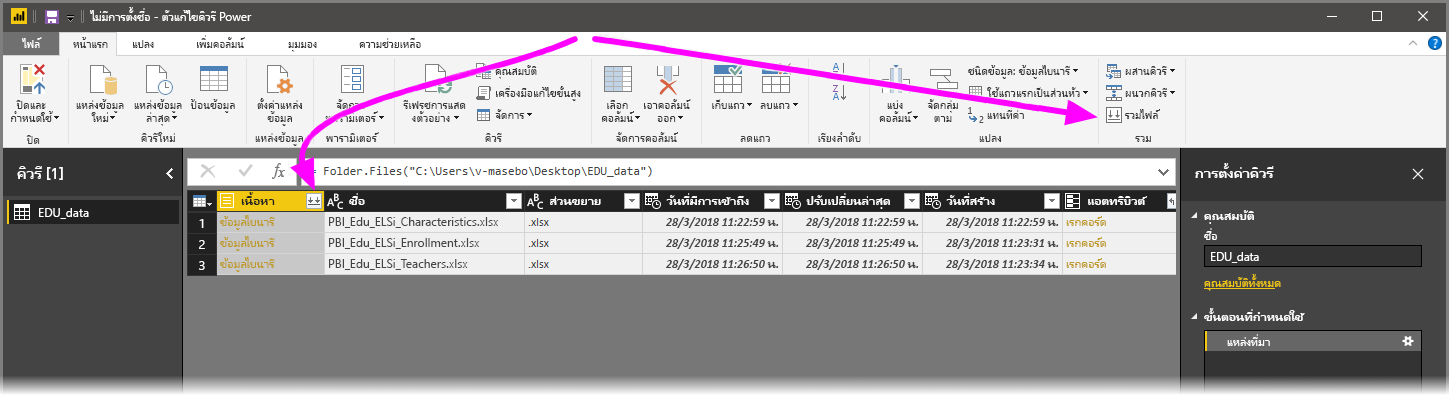 ไม่มีการตั้งชื่อ - ตัวแก้ไขคิวรี Power
ไฟล์ หน้าแรก แปลง เพิ่มคอลัมน์ มุมมอง ความช่วยเหลือ
ปิดและ
กำหนดใช้
ปิด
แหล่งข้อมูล
ใหม่
แหล่งข้อมูล
ล่าสุด
ป้อนข้อมูล
คิวรีใหม่
ตั้งค่าแหล่ง
ข้อมูล
แหล่งข้อมูล
จัดการ
พารามิเตอร์
พารามิเตอร์
รีเฟรชการแสดง
ตัวอย่าง
คุณสมบัติ
เครื่องมือแก้ไขขั้นสูง
จัดการ
คิวรี
เลือก
คอลัมน์
เอาคอลัมน์
ออก
จัดการคอลัมน์
เก็บแถว
ลบแถว
ลดแถว
เรียงลำดับ
แบ่ง
คอลัมน์
จัดกลุ่ม
ตาม
ชนิดข้อมูล: ข้อมูลไบนารี
ใช้แถวแรกเป็นส่วนหัว
แทนที่ค่า
แปลง
ผสานคิวรี
ผนวกคิวรี
รวมไฟล์
รวม
คิวรี [1]
EDU_data
= Folder.Files("C:\Users\v-masebo\Desktop\EDU_data")
เนื้อหา ชื่อ ส่วนขยาย วันที่มีการเข้าถึง ปรับเปลี่ยนล่าสุด วันที่สร้าง แอตทริบิวต์
1 ข้อมูลไบนารี PBI_Edu_ELSi_Characteristics.xlsx .xlsx 28/3/2018 11:22:59 น. 28/3/2018 11:22:59 น. 28/3/2018 11:22:59 น. เรกคอร์ด
2 ข้อมูลไบนารี PBI_Edu_ELSi_Enrollment.xlsx .xlsx 28/3/2018 11:25:49 น. 28/3/2018 11:25:49 น. 28/3/2018 11:23:31 น. เรกคอร์ด
3 ข้อมูลไบนารี PBI_Edu_ELSi_Teachers.xlsx .xlsx 28/3/2018 11:26:50 น. 28/3/2018 11:26:50 น. 28/3/2018 11:23:34 น. เรกคอร์ด
การตั้งค่าคิวรี
คุณสมบัติ
ชื่อ
EDU_data
คุณสมบัติทั้งหมด
ขั้นตอนที่กำหนดใช้
แหล่งที่มา